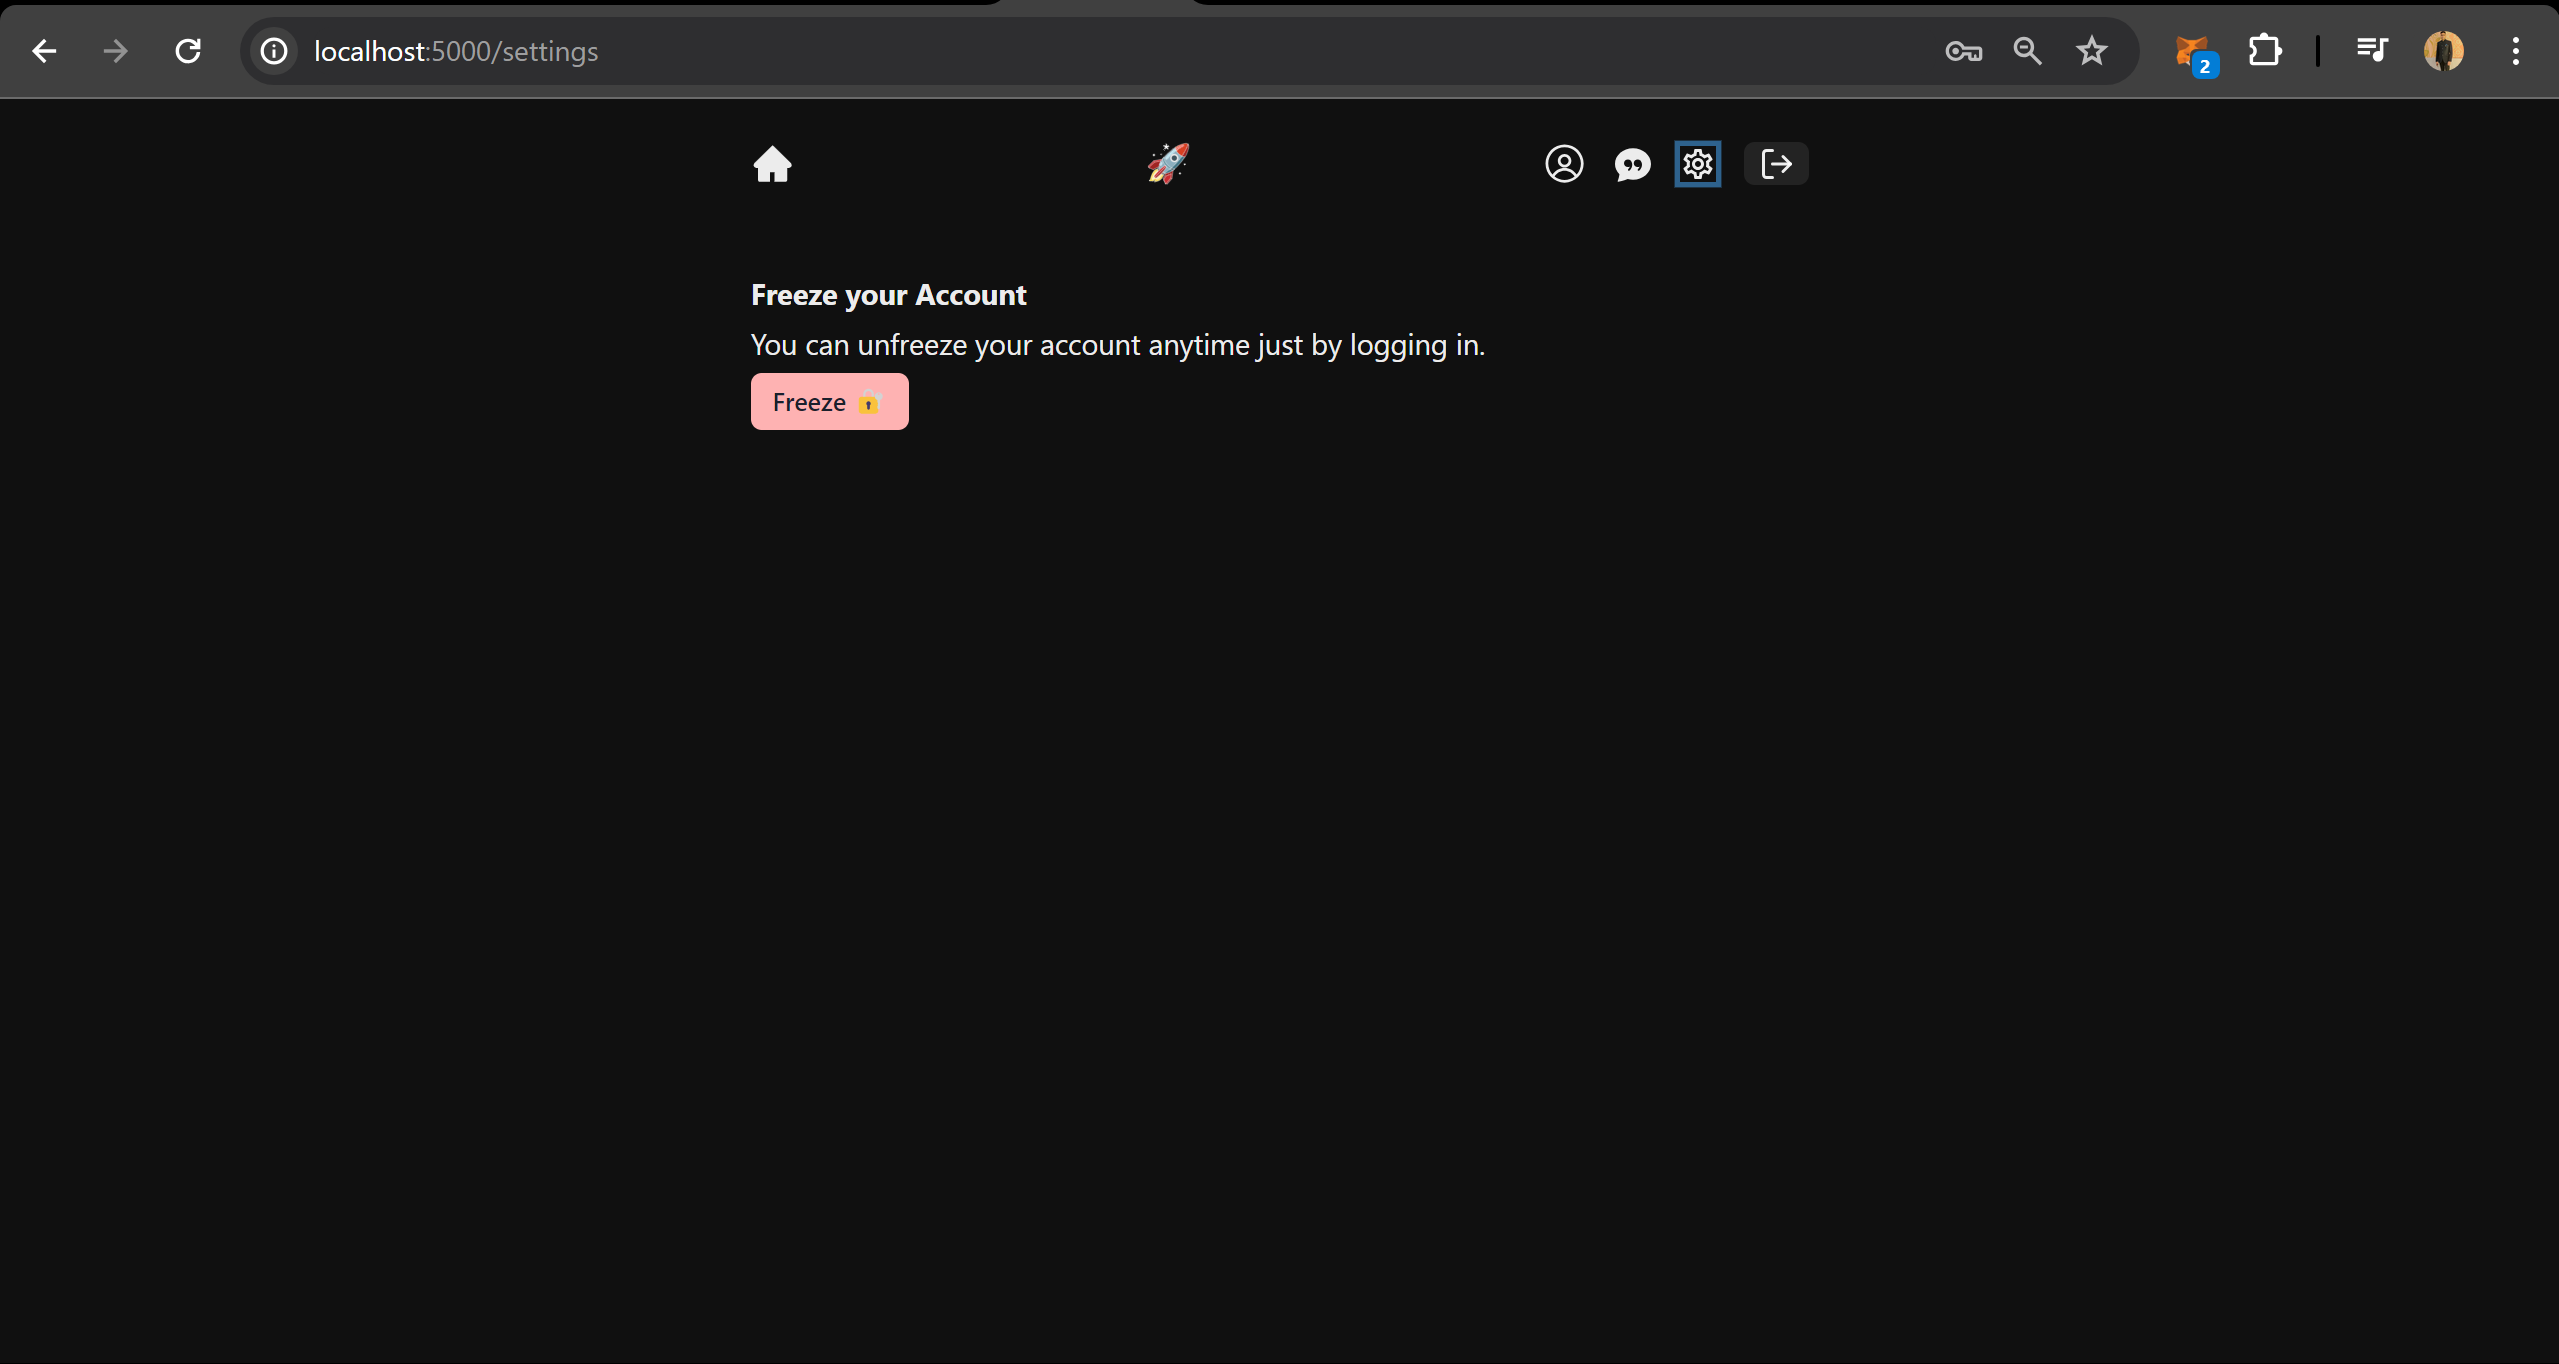 localhost:5000/settings
2
Freeze your Account
You can unfreeze your account anytime just by logging in.
Freeze 🔐